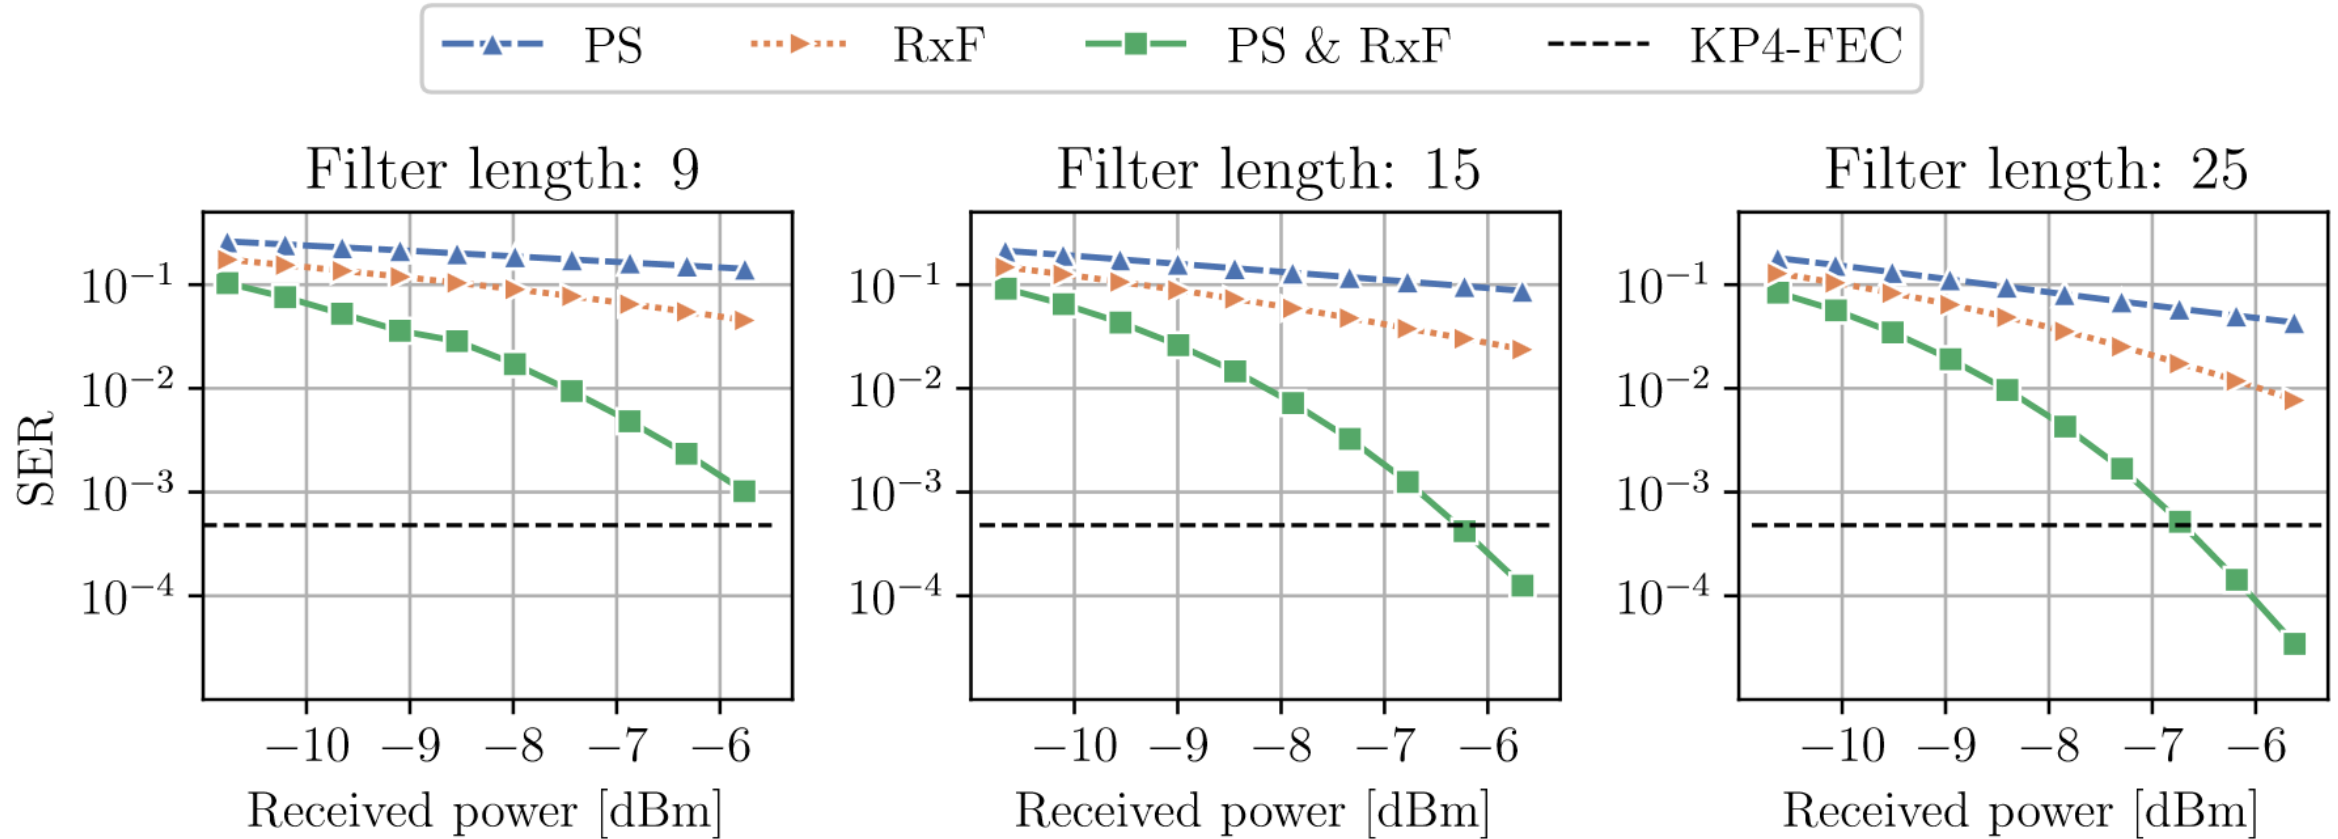 PS RxF PS & RxF KP4-FEC
Filter length: 9 Filter length: 15 Filter length: 25
SER
10⁻¹ 10⁻¹ 10⁻¹
10⁻² 10⁻² 10⁻²
10⁻³ 10⁻³ 10⁻³
10⁻⁴ 10⁻⁴ 10⁻⁴
−10 −9 −8 −7 −6 −10 −9 −8 −7 −6 −10 −9 −8 −7 −6
Received power [dBm] Received power [dBm] Received power [dBm]